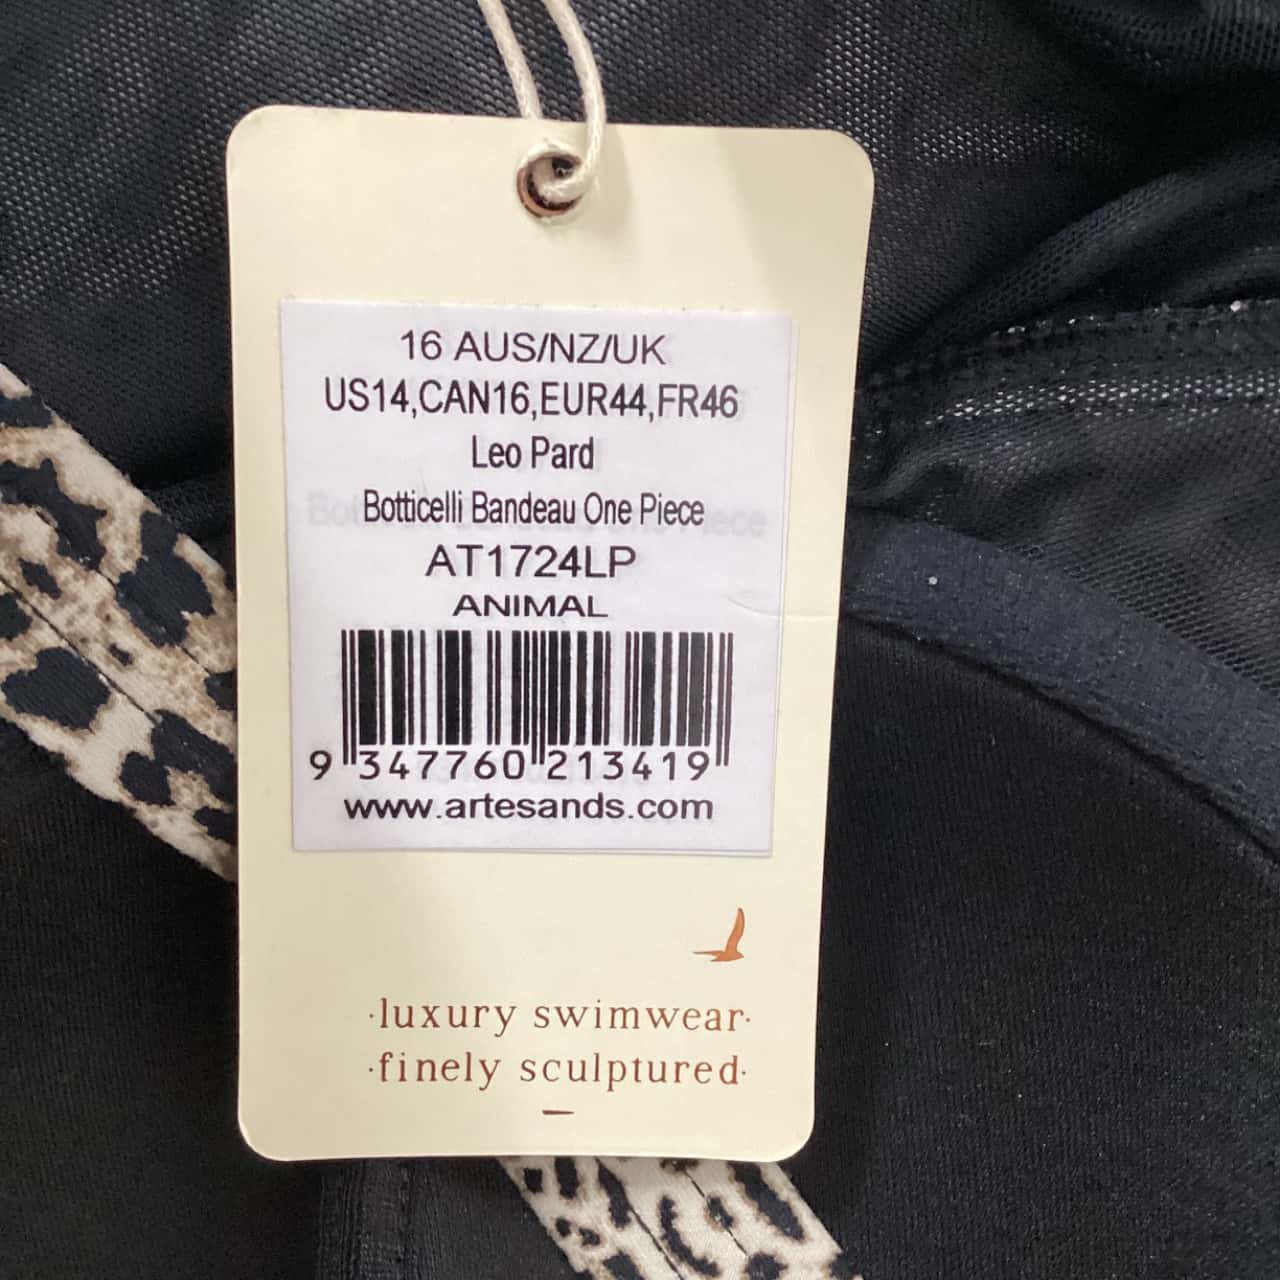 16 AUS/NZ/UK
US14,CAN16,EUR44,FR46
Leo Pard
Botticelli Bandeau One Piece
AT1724LP
ANIMAL
9 347760 213419
www.artesands.com
·luxury swimwear·
·finely sculptured·